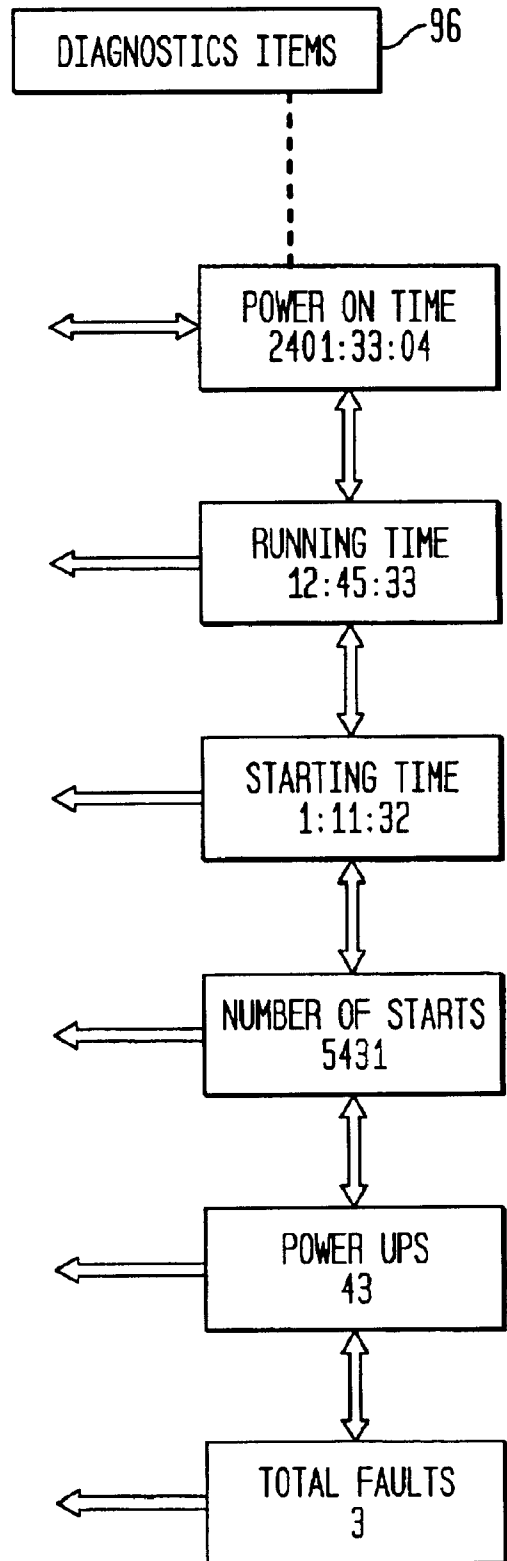 DIAGNOSTICS ITEMS
96
POWER ON TIME
2401:33:04
RUNNING TIME
12:45:33
STARTING TIME
1:11:32
NUMBER OF STARTS
5431
POWER UPS
43
TOTAL FAULTS
3